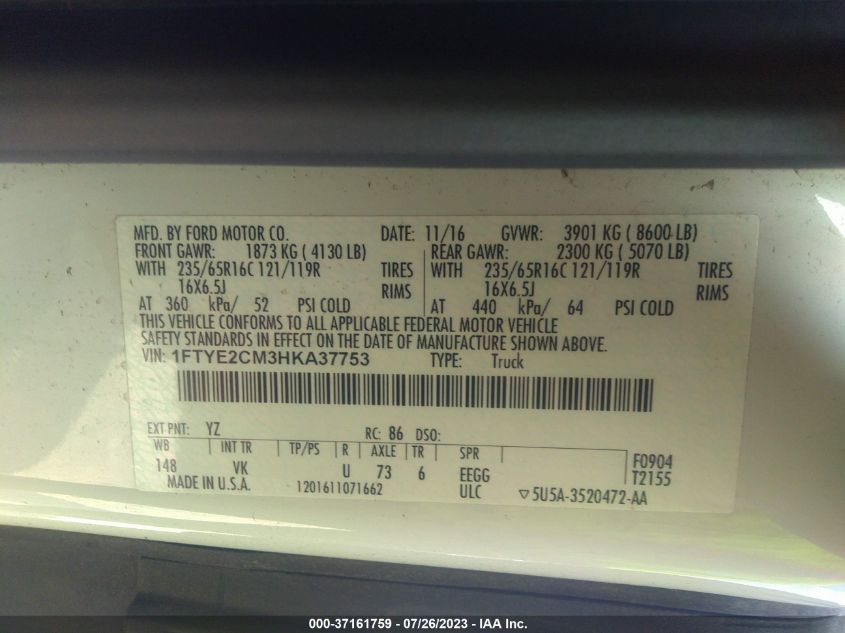 MFD. BY FORD MOTOR CO. DATE: 11/16 GVWR: 3901 KG ( 8600 LB)
FRONT GAWR: 1873 KG ( 4130 LB) REAR GAWR: 2300 KG ( 5070 LB)
WITH 235/65R16C 121/119R TIRES WITH 235/65R16C 121/119R TIRES
16X6.5J RIMS 16X6.5J RIMS
AT 360 kPa/ 52 PSI COLD AT 440 kPa/ 64 PSI COLD
THIS VEHICLE CONFORMS TO ALL APPLICABLE FEDERAL MOTOR VEHICLE
SAFETY STANDARDS IN EFFECT ON THE DATE OF MANUFACTURE SHOWN ABOVE.
VIN: 1FTYE2CM3HKA37753 TYPE: Truck
EXT PNT: YZ RC: 86 DSO:
WB INT TR TP/PS R AXLE TR SPR F0904
148 VK U 73 6 EEGG T2155
MADE IN U.S.A. 1201611071662 ULC ▽5U5A-3520472-AA
000-37161759 / 07/26/2023 - IAA Inc.